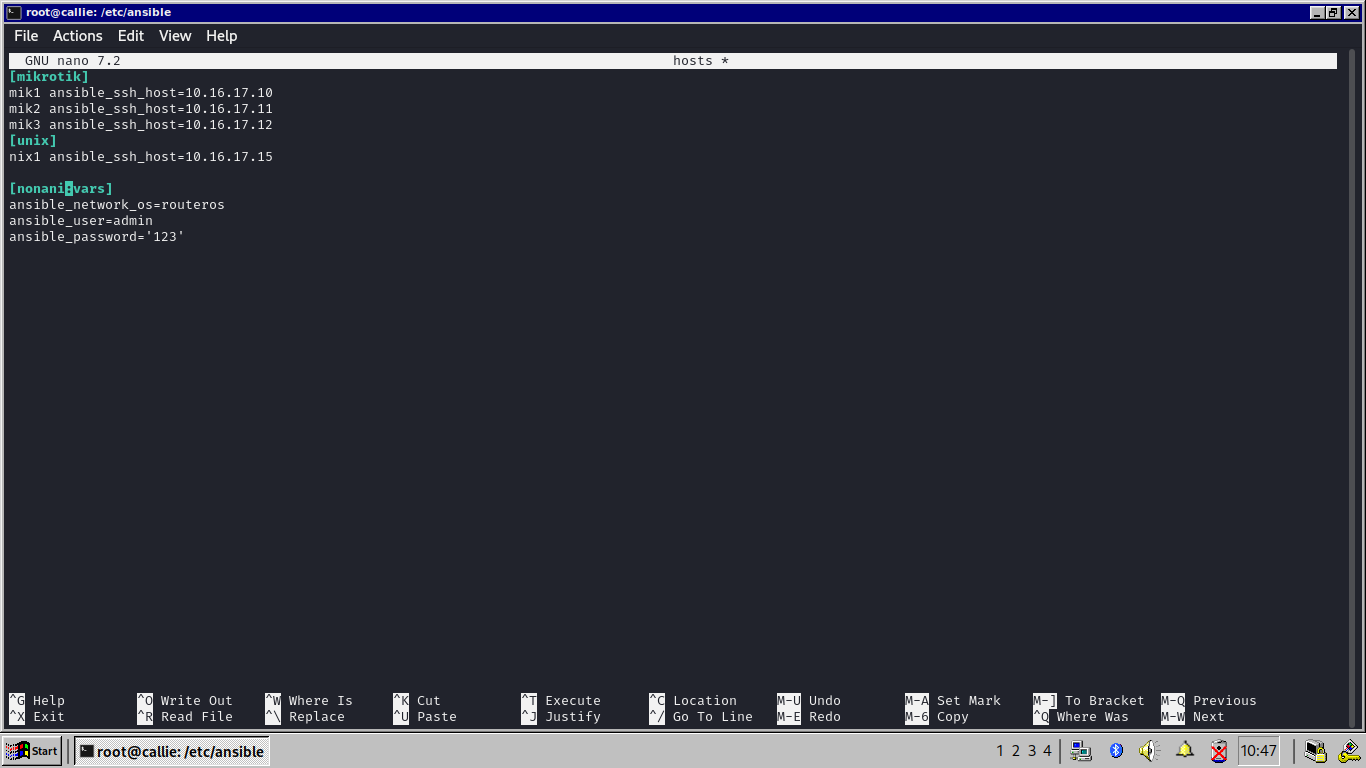 root@callie: /etc/ansible
File Actions Edit View Help
GNU nano 7.2 hosts *
[mikrotik]
mik1 ansible_ssh_host=10.16.17.10
mik2 ansible_ssh_host=10.16.17.11
mik3 ansible_ssh_host=10.16.17.12
[unix]
nix1 ansible_ssh_host=10.16.17.15
[nonani:vars]
ansible_network_os=routeros
ansible_user=admin
ansible_password='123'
^G Help ^O Write Out ^W Where Is ^K Cut ^T Execute ^C Location M-U Undo M-A Set Mark M-] To Bracket M-Q Previous
^X Exit ^R Read File ^\ Replace ^U Paste ^J Justify ^/ Go To Line M-E Redo M-6 Copy ^Q Where Was M-W Next
Start root@callie: /etc/ansible 1 2 3 4 10:47